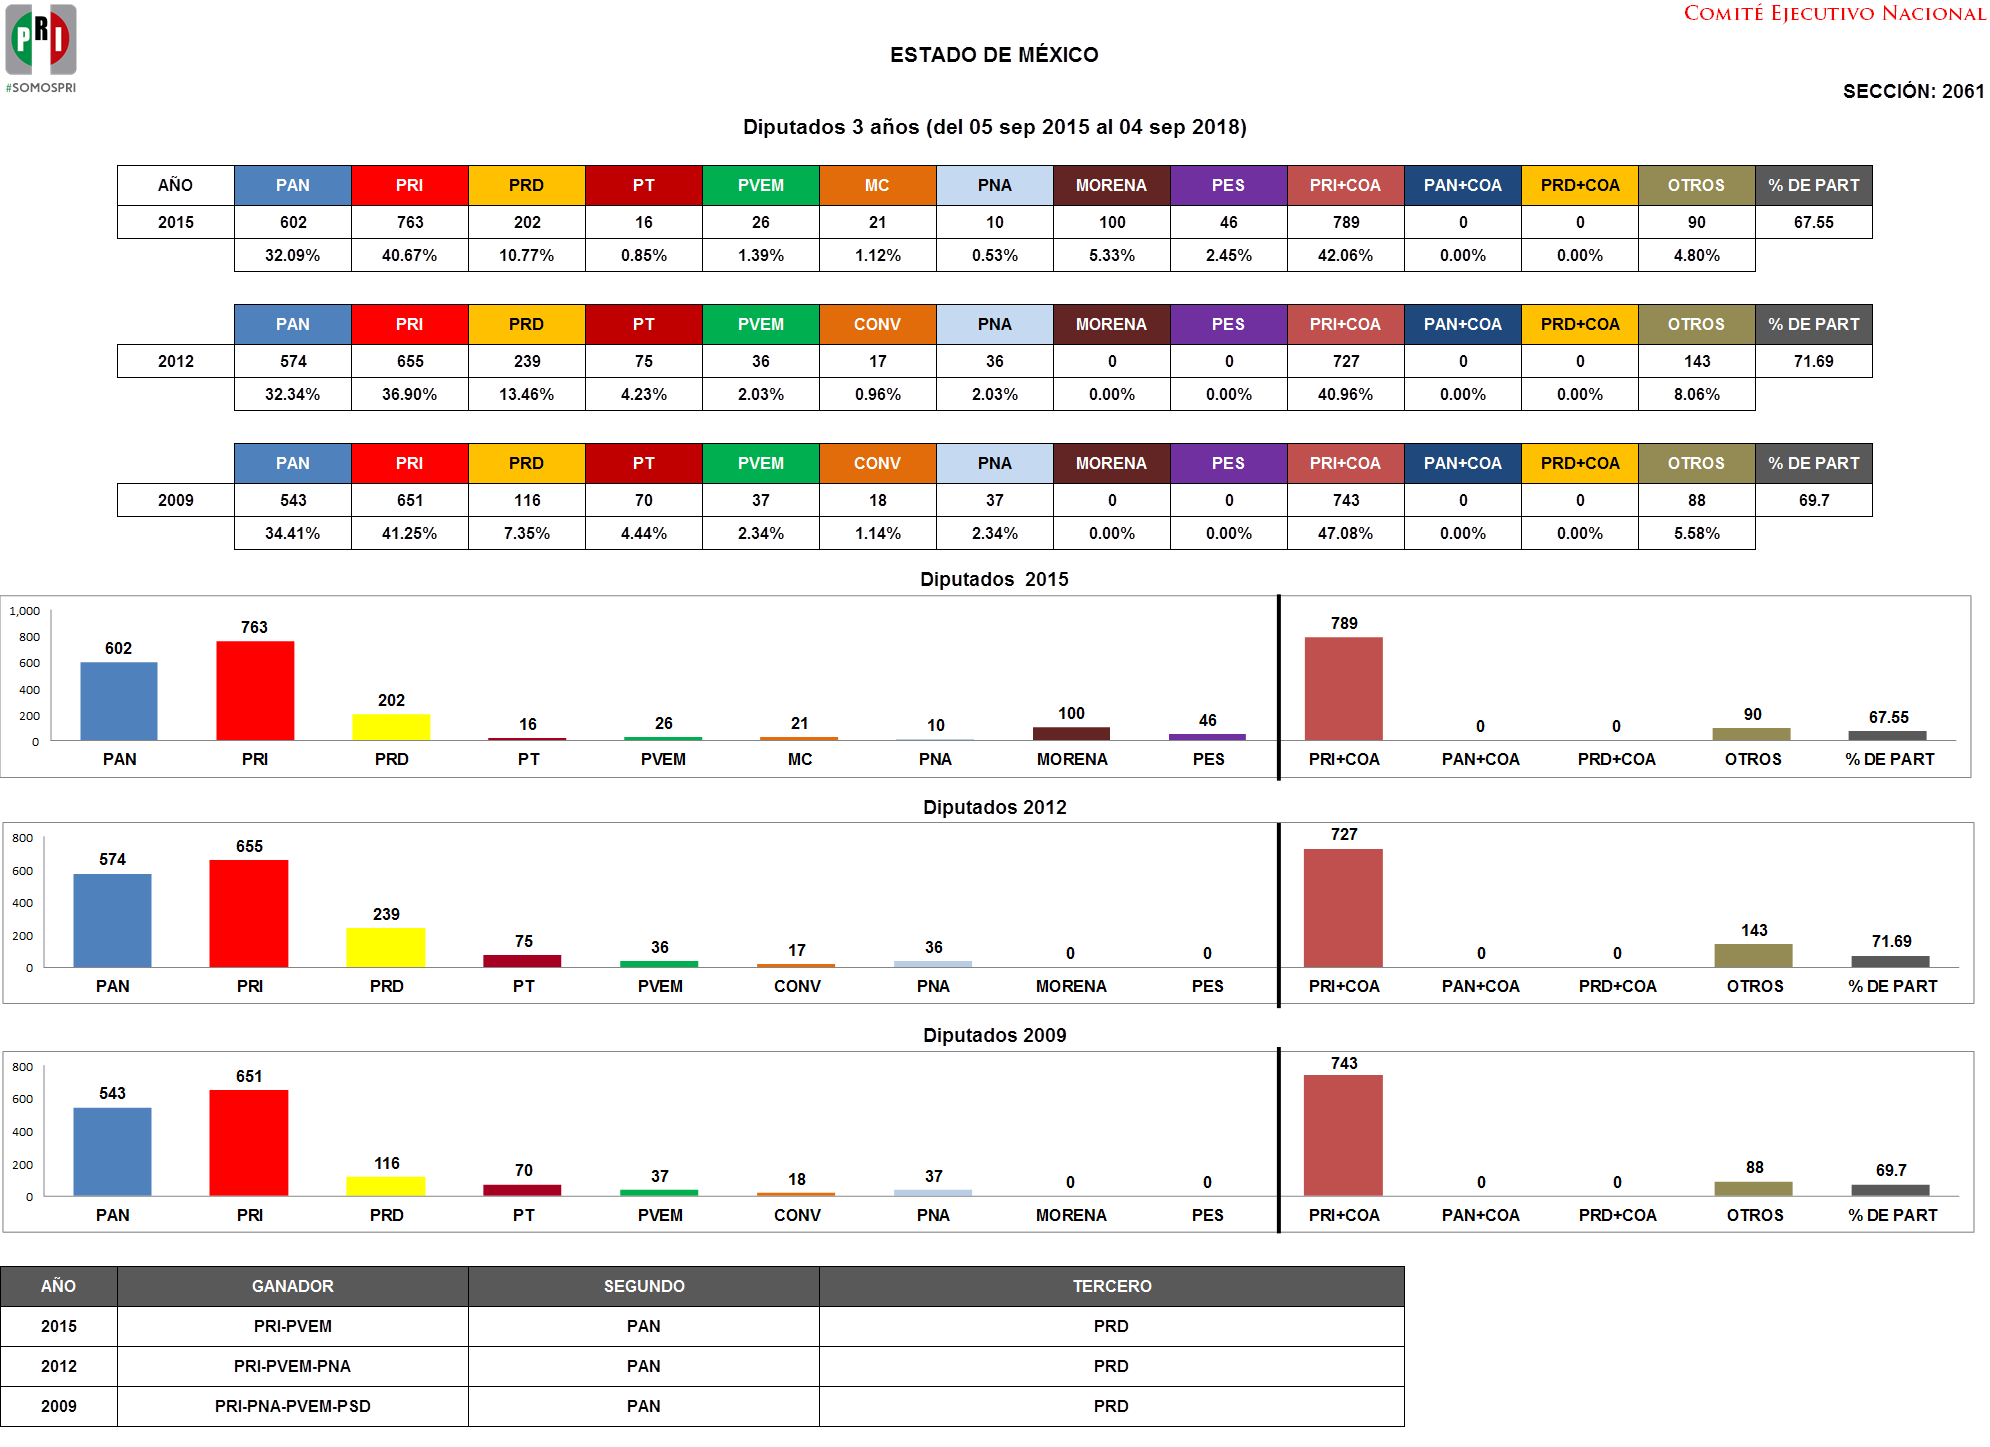 PRI
#SOMOSPRI
COMITÉ EJECUTIVO NACIONAL
ESTADO DE MÉXICO
SECCIÓN: 2061
Diputados 3 años (del 05 sep 2015 al 04 sep 2018)
AÑO PAN PRI PRD PT PVEM MC PNA MORENA PES PRI+COA PAN+COA PRD+COA OTROS % DE PART
2015 602 763 202 16 26 21 10 100 46 789 0 0 90 67.55
32.09% 40.67% 10.77% 0.85% 1.39% 1.12% 0.53% 5.33% 2.45% 42.06% 0.00% 0.00% 4.80%
PAN PRI PRD PT PVEM CONV PNA MORENA PES PRI+COA PAN+COA PRD+COA OTROS % DE PART
2012 574 655 239 75 36 17 36 0 0 727 0 0 143 71.69
32.34% 36.90% 13.46% 4.23% 2.03% 0.96% 2.03% 0.00% 0.00% 40.96% 0.00% 0.00% 8.06%
PAN PRI PRD PT PVEM CONV PNA MORENA PES PRI+COA PAN+COA PRD+COA OTROS % DE PART
2009 543 651 116 70 37 18 37 0 0 743 0 0 88 69.7
34.41% 41.25% 7.35% 4.44% 2.34% 1.14% 2.34% 0.00% 0.00% 47.08% 0.00% 0.00% 5.58%
Diputados 2015
1,000
800
600
400
200
0
602 763 202 16 26 21 10 100 46 789 0 0 90 67.55
PAN PRI PRD PT PVEM MC PNA MORENA PES PRI+COA PAN+COA PRD+COA OTROS % DE PART
Diputados 2012
800
600
400
200
0
574 655 239 75 36 17 36 0 0 727 0 0 143 71.69
PAN PRI PRD PT PVEM CONV PNA MORENA PES PRI+COA PAN+COA PRD+COA OTROS % DE PART
Diputados 2009
800
600
400
200
0
543 651 116 70 37 18 37 0 0 743 0 0 88 69.7
PAN PRI PRD PT PVEM CONV PNA MORENA PES PRI+COA PAN+COA PRD+COA OTROS % DE PART
AÑO GANADOR SEGUNDO TERCERO
2015 PRI-PVEM PAN PRD
2012 PRI-PVEM-PNA PAN PRD
2009 PRI-PNA-PVEM-PSD PAN PRD